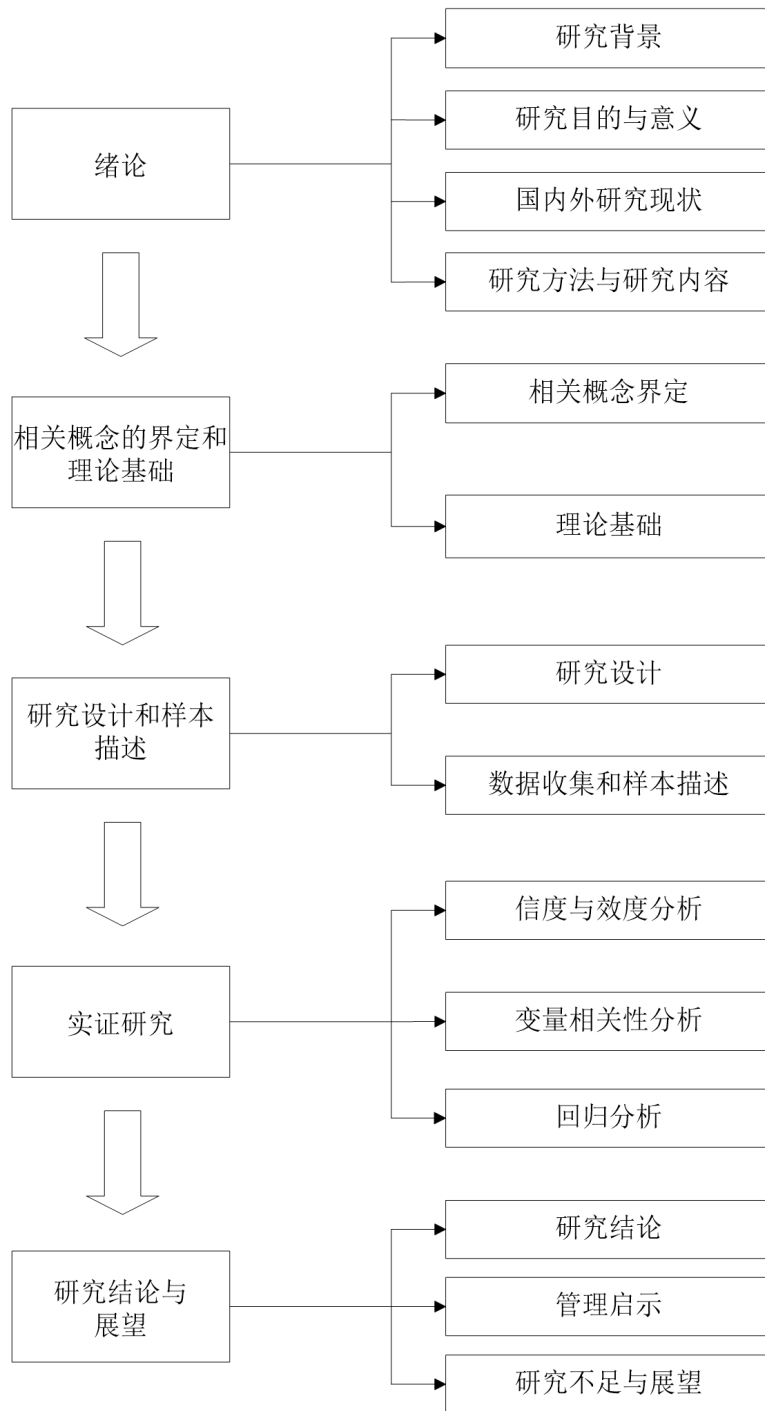 绪论
研究背景
研究目的与意义
国内外研究现状
研究方法与研究内容
相关概念的界定和
理论基础
相关概念界定
理论基础
研究设计和样本
描述
研究设计
数据收集和样本描述
实证研究
信度与效度分析
变量相关性分析
回归分析
研究结论与
展望
研究结论
管理启示
研究不足与展望